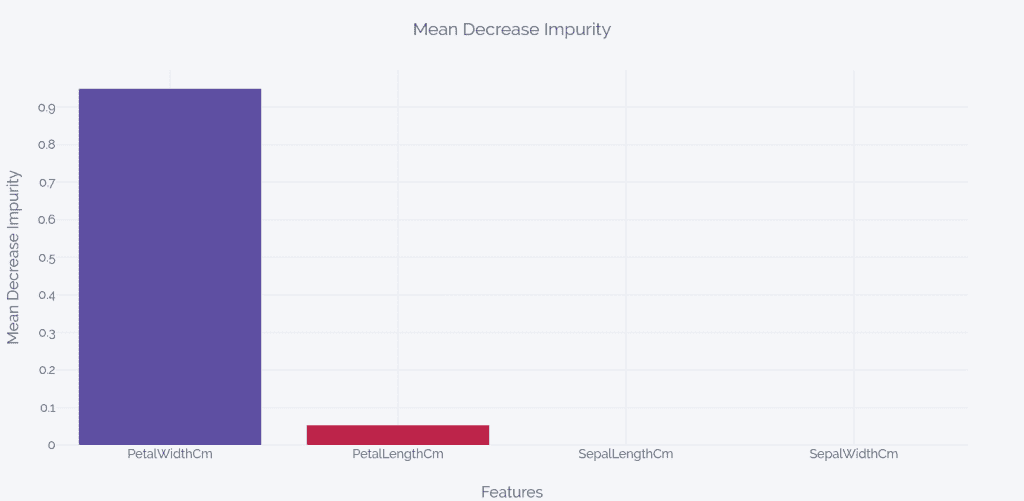 Mean Decrease Impurity
Mean Decrease Impurity
0.9
0.8
0.7
0.6
0.5
0.4
0.3
0.2
0.1
0
PetalWidthCm PetalLengthCm SepalLengthCm SepalWidthCm
Features